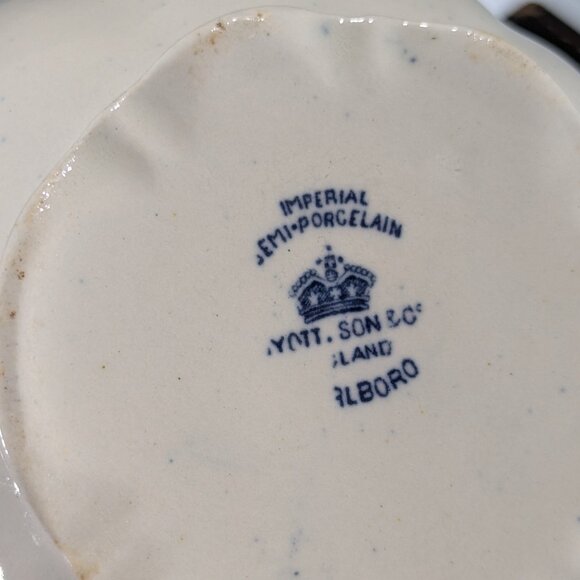 IMPERIAL
SEMI-PORCELAIN
YOTT. SON & Co
LAND
RLBORO